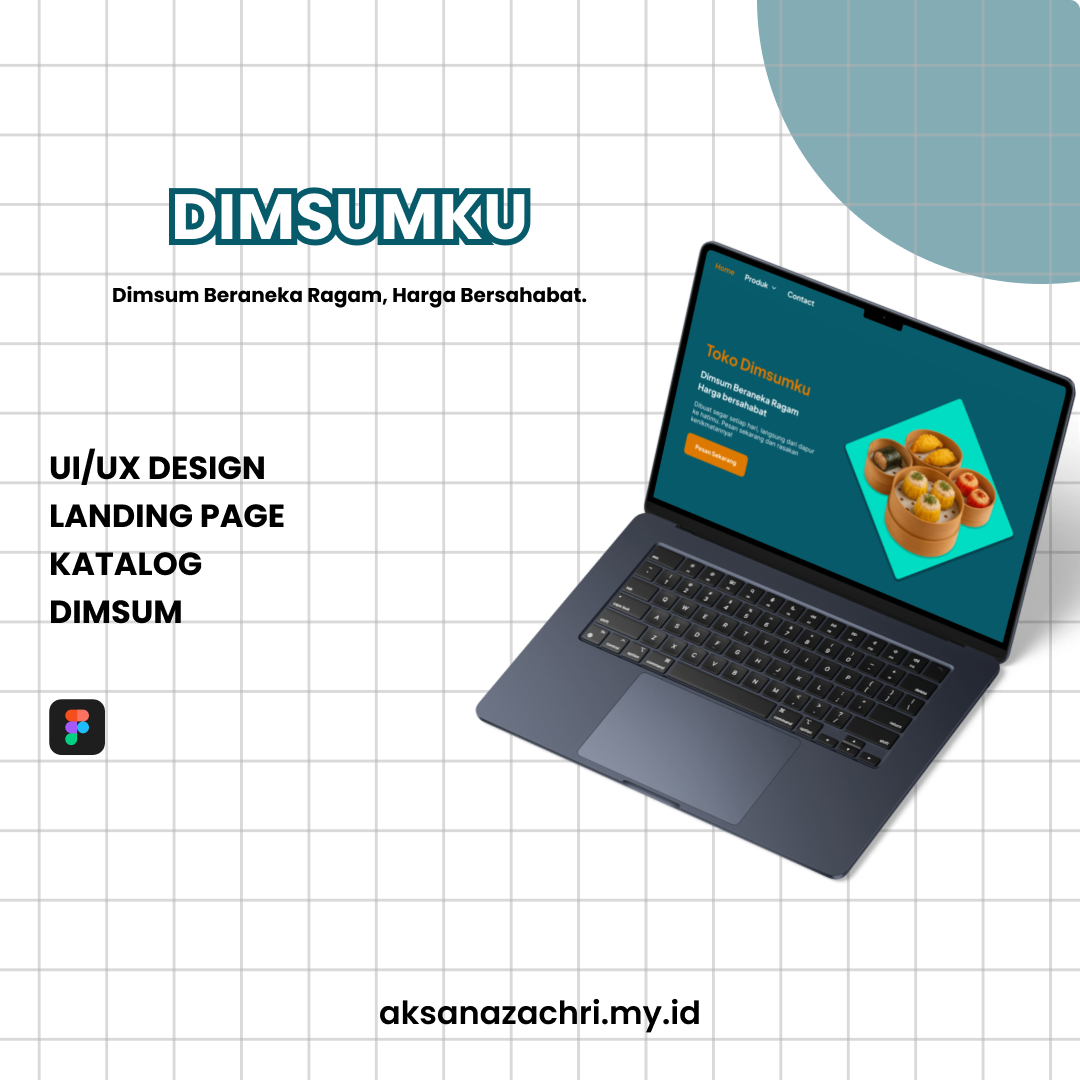 DIMSUMKU
Dimsum Beraneka Ragam, Harga Bersahabat.
Home Produk Contact
Toko Dimsumku
Dimsum Beraneka Ragam
Harga bersahabat
Dibuat segar setiap hari, langsung dari dapur
ke hatimu. Pesan sekarang dan rasakan
kenikmatannya!
Pesan Sekarang
UI/UX DESIGN
LANDING PAGE
KATALOG
DIMSUM
aksanazachri.my.id